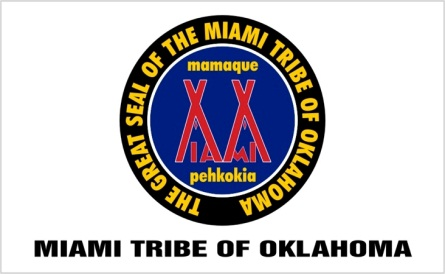 THE GREAT SEAL OF THE MIAMI TRIBE OF OKLAHOMA
mamaque
MIAMI
pehkokia
MIAMI TRIBE OF OKLAHOMA